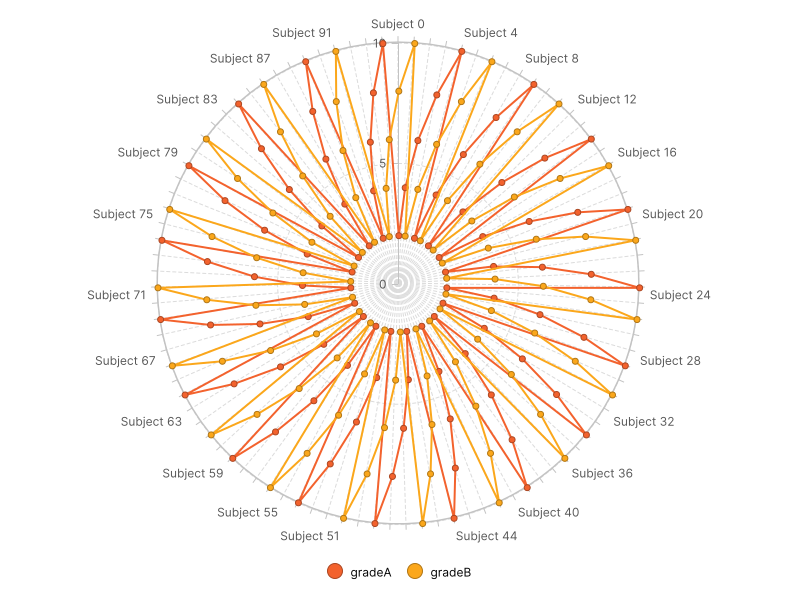 Subject 0
Subject 4
Subject 8
Subject 12
Subject 16
Subject 20
Subject 24
Subject 28
Subject 32
Subject 36
Subject 40
Subject 44
Subject 51
Subject 55
Subject 59
Subject 63
Subject 67
Subject 71
Subject 75
Subject 79
Subject 83
Subject 87
Subject 91
10
5
0
gradeA
gradeB